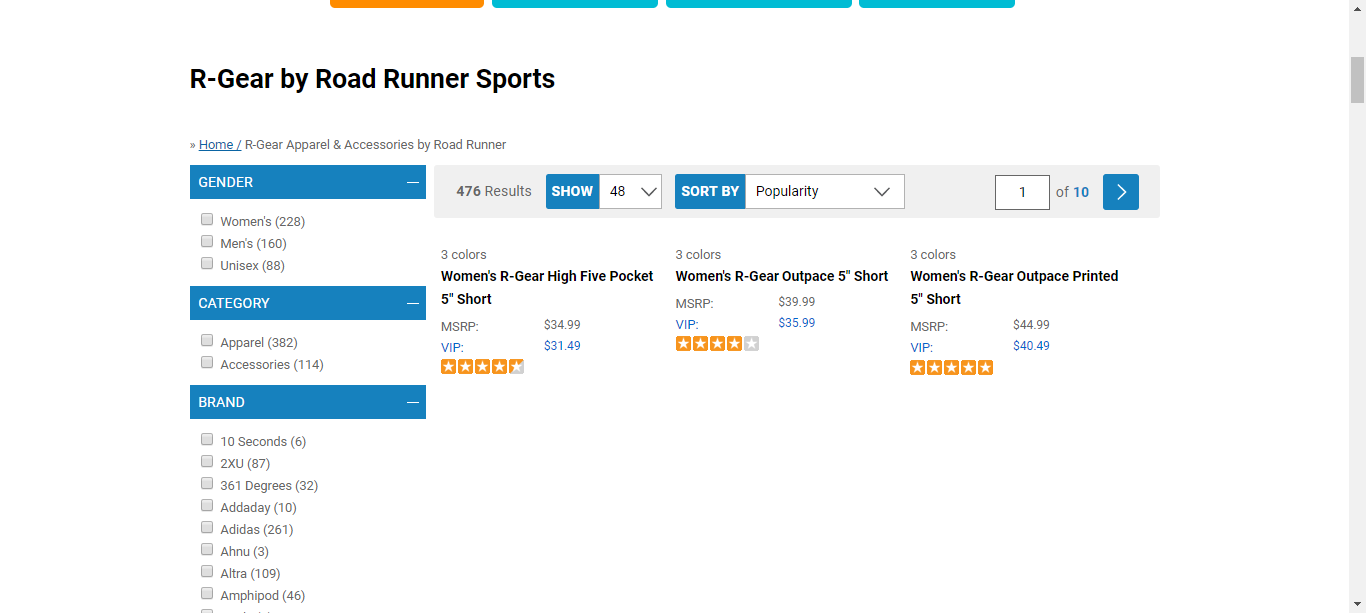 R-Gear by Road Runner Sports
» Home / R-Gear Apparel & Accessories by Road Runner
GENDER
Women's (228)
Men's (160)
Unisex (88)
CATEGORY
Apparel (382)
Accessories (114)
BRAND
10 Seconds (6)
2XU (87)
361 Degrees (32)
Addaday (10)
Adidas (261)
Ahnu (3)
Altra (109)
Amphipod (46)
476 Results SHOW 48 SORT BY Popularity 1 of 10
3 colors
Women's R-Gear High Five Pocket
5" Short
MSRP: $34.99
VIP: $31.49
3 colors
Women's R-Gear Outpace 5" Short
MSRP: $39.99
VIP: $35.99
3 colors
Women's R-Gear Outpace Printed
5" Short
MSRP: $44.99
VIP: $40.49